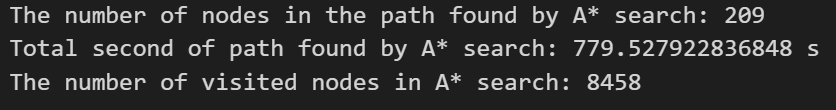 The number of nodes in the path found by A* search: 209
Total second of path found by A* search: 779.527922836848 s
The number of visited nodes in A* search: 8458